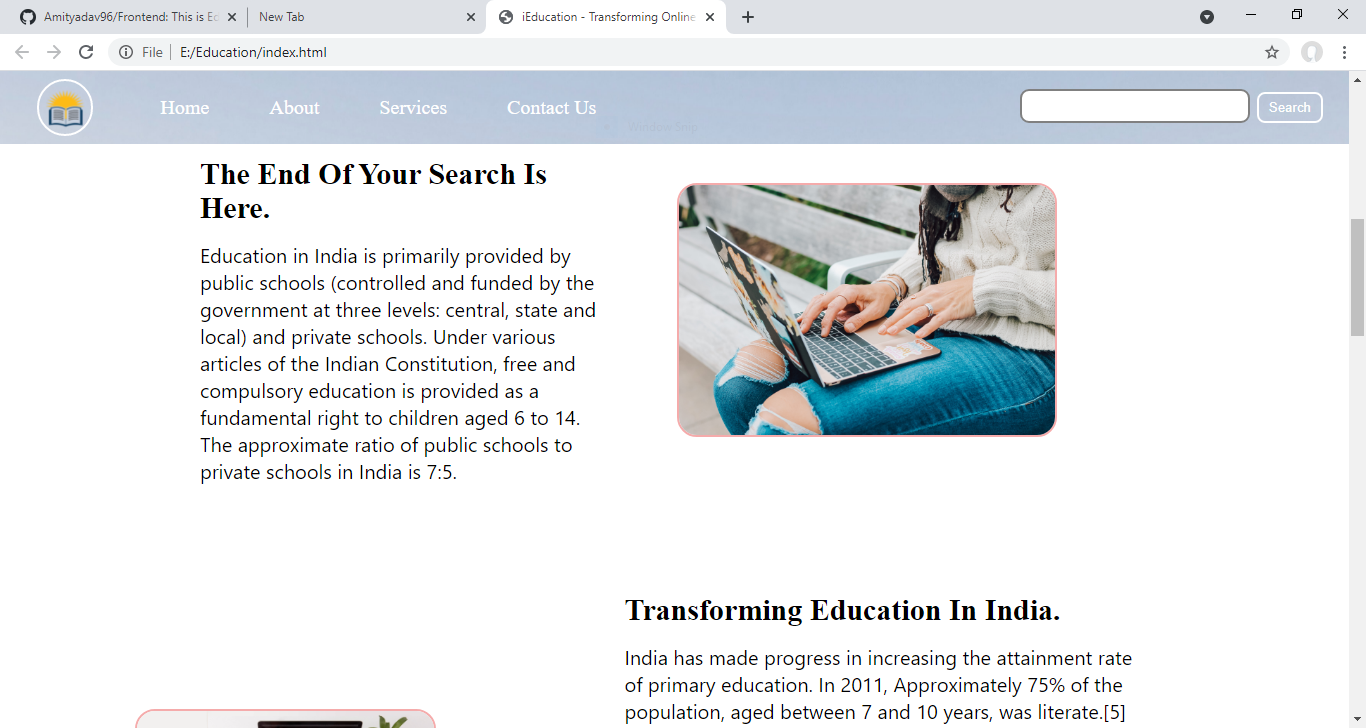 Amityadav96/Frontend: This is Ed
New Tab
iEducation - Transforming Online
File
E:/Education/index.html
Home
About
Services
Contact Us
Search
The End Of Your Search Is
Here.
Education in India is primarily provided by
public schools (controlled and funded by the
government at three levels: central, state and
local) and private schools. Under various
articles of the Indian Constitution, free and
compulsory education is provided as a
fundamental right to children aged 6 to 14.
The approximate ratio of public schools to
private schools in India is 7:5.
Transforming Education In India.
India has made progress in increasing the attainment rate
of primary education. In 2011, Approximately 75% of the
population, aged between 7 and 10 years, was literate.[5]